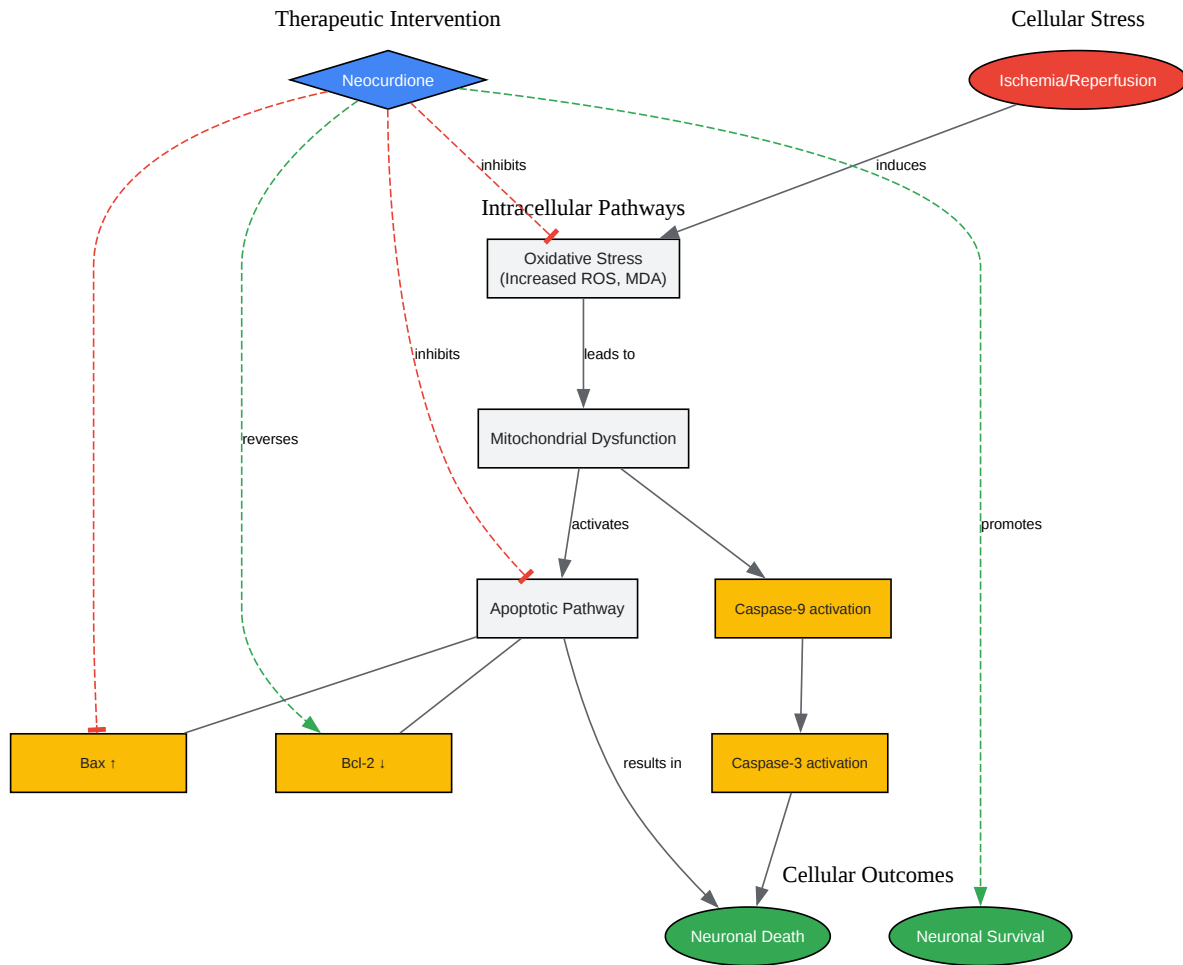 Therapeutic Intervention
Cellular Stress
Neocurdione
Ischemia/Reperfusion
inhibits
induces
Intracellular Pathways
Oxidative Stress
(Increased ROS, MDA)
inhibits
leads to
reverses
Mitochondrial Dysfunction
activates
promotes
Apoptotic Pathway
Caspase-9 activation
Bax ↑
Bcl-2 ↓
results in
Caspase-3 activation
Cellular Outcomes
Neuronal Death
Neuronal Survival